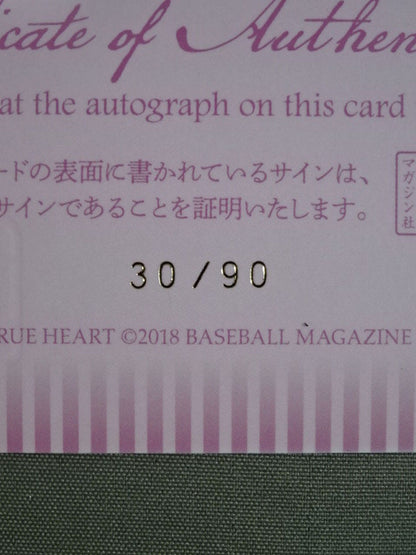 icate of Authen
at the autograph on this card
ードの表面に書かれているサインは、
サインであることを証明いたします。
マガジン社
30/90
RUE HEART ©2018 BASEBALL MAGAZINE